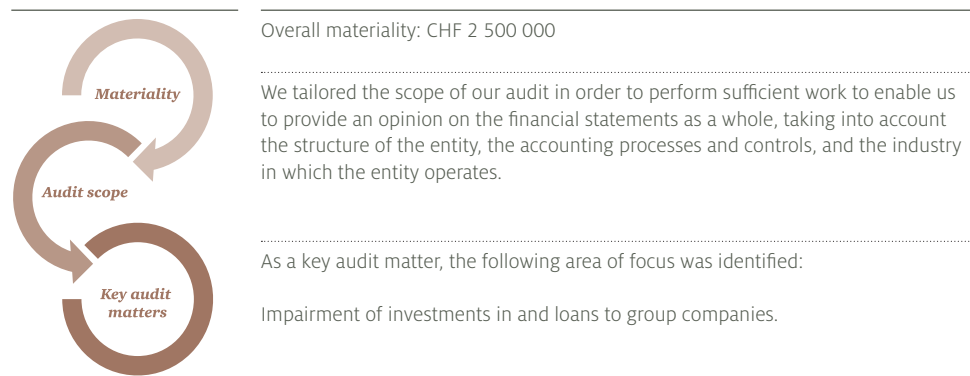 Overall materiality: CHF 2 500 000
Materiality
We tailored the scope of our audit in order to perform sufficient work to enable us
to provide an opinion on the financial statements as a whole, taking into account
the structure of the entity, the accounting processes and controls, and the industry
in which the entity operates.
Audit scope
As a key audit matter, the following area of focus was identified:
Key audit
matters
Impairment of investments in and loans to group companies.